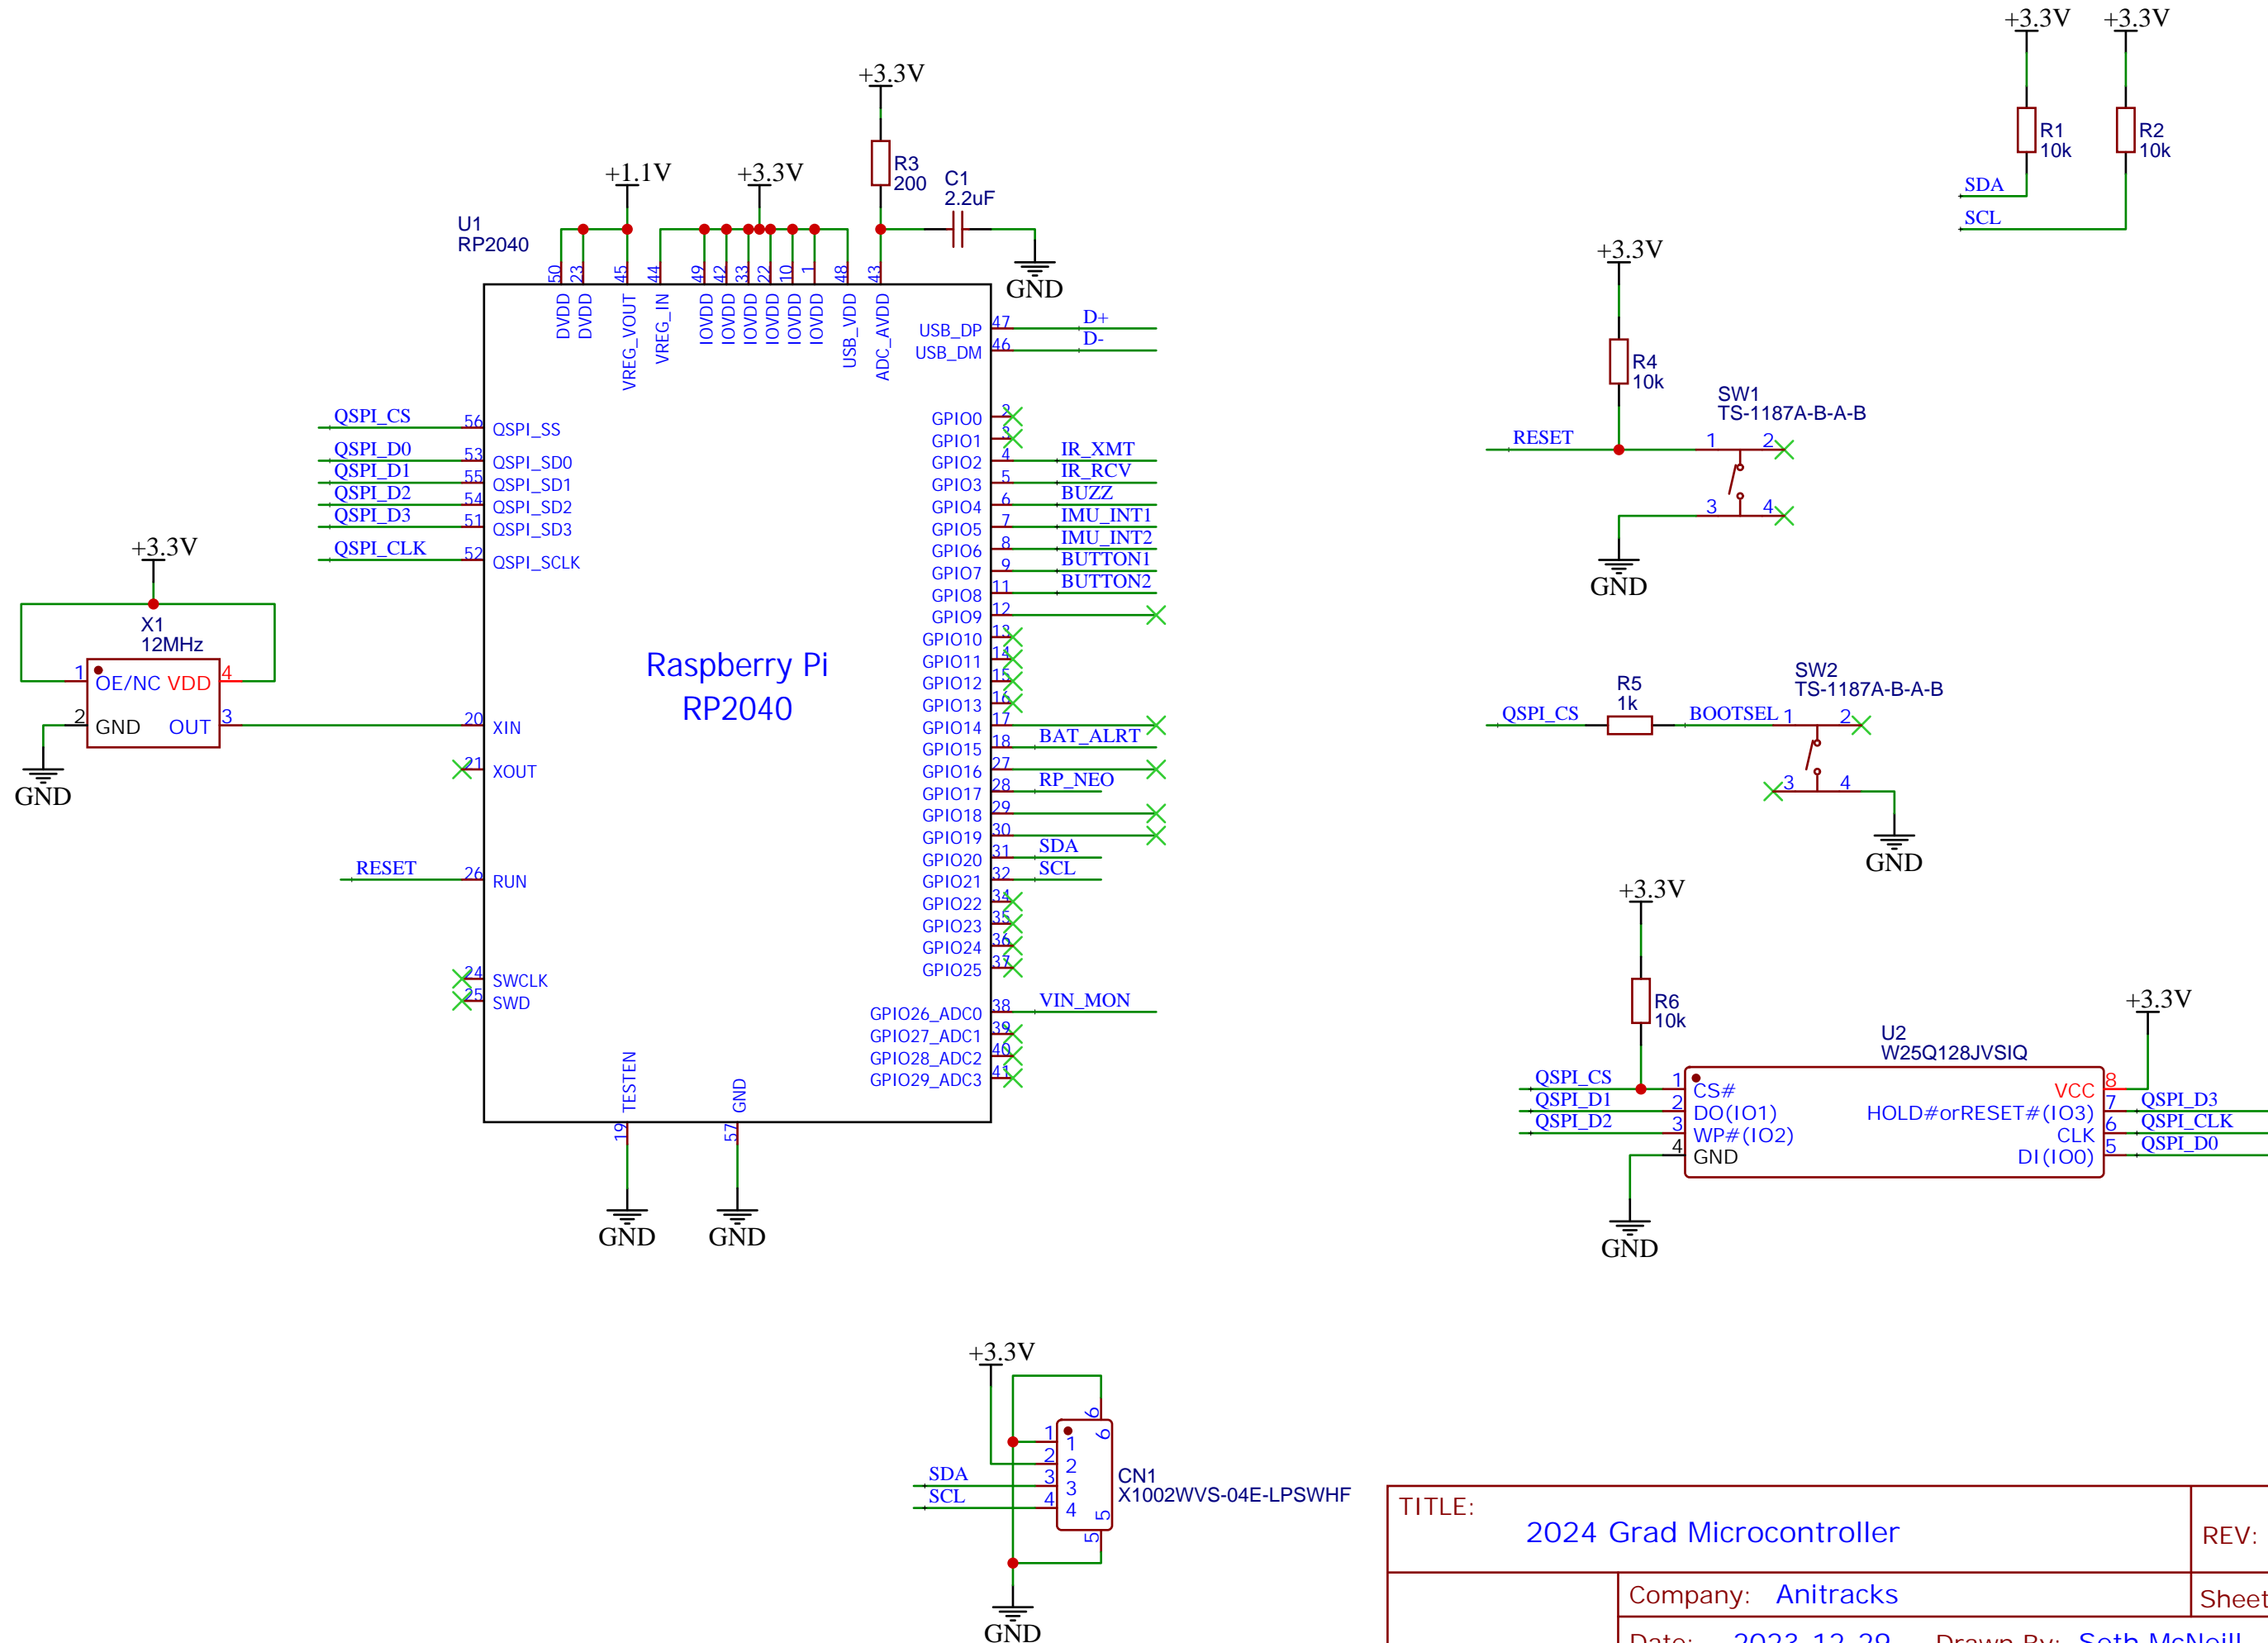 +3.3V +3.3V
R1
10k
R2
10k
SDA
SCL
+3.3V
R3
200
C1
2.2uF
GND
+1.1V
+3.3V
U1
RP2040
50 23 45 44 49 42 33 22 10 1 48 43
DVDD DVDD VREG_VOUT VREG_IN IOVDD IOVDD IOVDD IOVDD IOVDD IOVDD USB_VDD ADC_AVDD
USB_DP 47 D+
USB_DM 46 D-
QSPI_CS 56 QSPI_SS
QSPI_D0 53 QSPI_SD0
QSPI_D1 55 QSPI_SD1
QSPI_D2 54 QSPI_SD2
QSPI_D3 51 QSPI_SD3
QSPI_CLK 52 QSPI_SCLK
20 XIN
21 XOUT
RESET 26 RUN
24 SWCLK
25 SWD
Raspberry Pi
RP2040
GPIO0 2
GPIO1 3
GPIO2 4 IR_XMT
GPIO3 5 IR_RCV
GPIO4 6 BUZZ
GPIO5 7 IMU_INT1
GPIO6 8 IMU_INT2
GPIO7 9 BUTTON1
GPIO8 11 BUTTON2
GPIO9 12
GPIO10 13
GPIO11 14
GPIO12 15
GPIO13 16
GPIO14 17
GPIO15 18 BAT_ALRT
GPIO16 27
GPIO17 28 RP_NEO
GPIO18 29
GPIO19 30
GPIO20 31 SDA
GPIO21 32 SCL
GPIO22 34
GPIO23 35
GPIO24 36
GPIO25 37
GPIO26_ADC0 38 VIN_MON
GPIO27_ADC1 39
GPIO28_ADC2 40
GPIO29_ADC3 41
TESTEN GND
19 57
GND GND
+3.3V
X1
12MHz
1 OE/NC VDD 4
2 GND OUT 3
GND
+3.3V
R4
10k
SW1
TS-1187A-B-A-B
RESET 1 2
3 4
GND
SW2
TS-1187A-B-A-B
R5
1k
QSPI_CS BOOTSEL 1 2
3 4
GND
+3.3V
R6
10k
+3.3V
U2
W25Q128JVSIQ
QSPI_CS 1 CS# VCC 8
QSPI_D1 2 DO(IO1) HOLD#orRESET#(IO3) 7 QSPI_D3
QSPI_D2 3 WP#(IO2) CLK 6 QSPI_CLK
4 GND DI(IO0) 5 QSPI_D0
GND
+3.3V
6 6
1 1
2 2
SDA 3 3
SCL 4 4
5 5
CN1
X1002WVS-04E-LPSWHF
GND
TITLE:
2024 Grad Microcontroller
REV:
Company: Anitracks
Sheet
Date: 2023-12-29 Drawn By: Seth McNeill